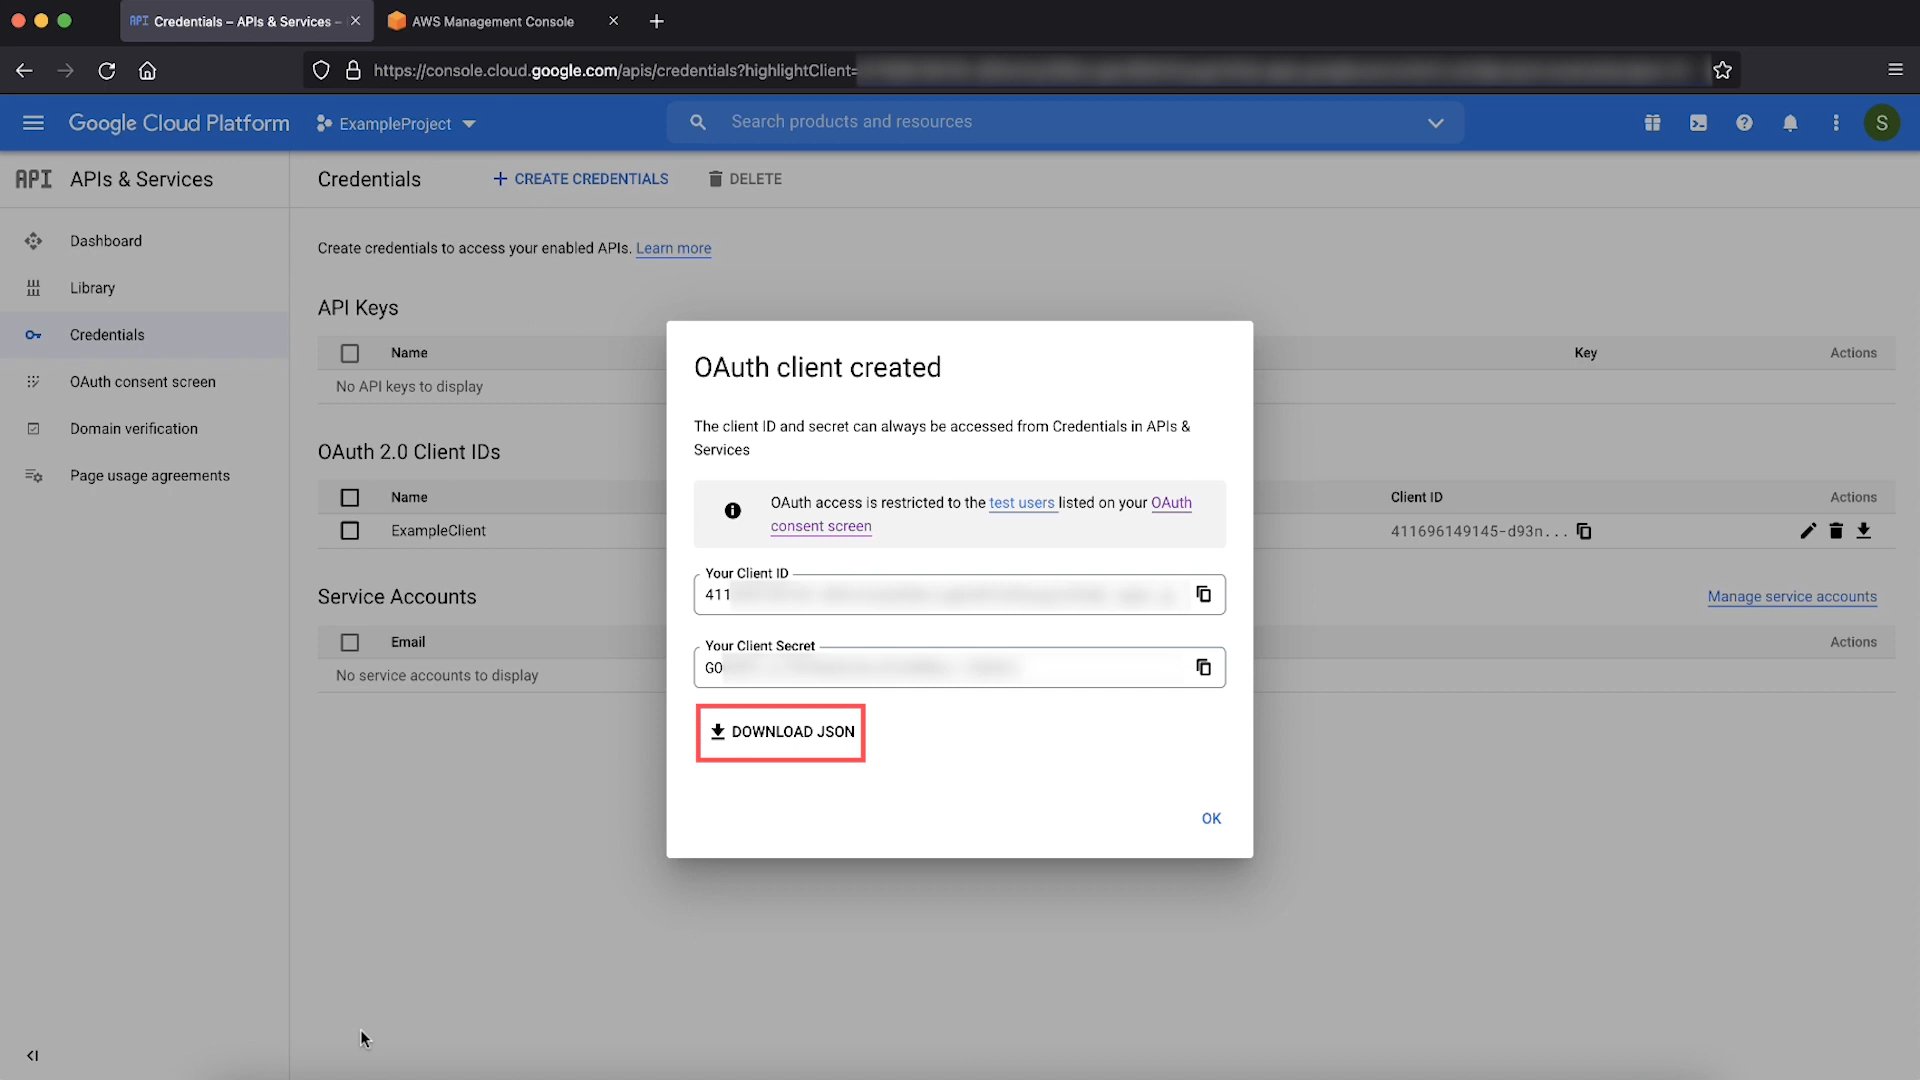 API Credentials – APIs & Services –
AWS Management Console
https://console.cloud.google.com/apis/credentials?highlightClient=
Google Cloud Platform
ExampleProject
Search products and resources
S
API APIs & Services
Credentials
CREATE CREDENTIALS
DELETE
Dashboard
Library
Credentials
OAuth consent screen
Domain verification
Page usage agreements
Create credentials to access your enabled APIs. Learn more
API Keys
Name
Key
Actions
No API keys to display
OAuth 2.0 Client IDs
Name
Client ID
Actions
ExampleClient
411696149145-d93n...
Service Accounts
Manage service accounts
Email
Actions
No service accounts to display
OAuth client created
The client ID and secret can always be accessed from Credentials in APIs &
Services
OAuth access is restricted to the test users listed on your OAuth
consent screen
Your Client ID
411
Your Client Secret
GO
DOWNLOAD JSON
OK